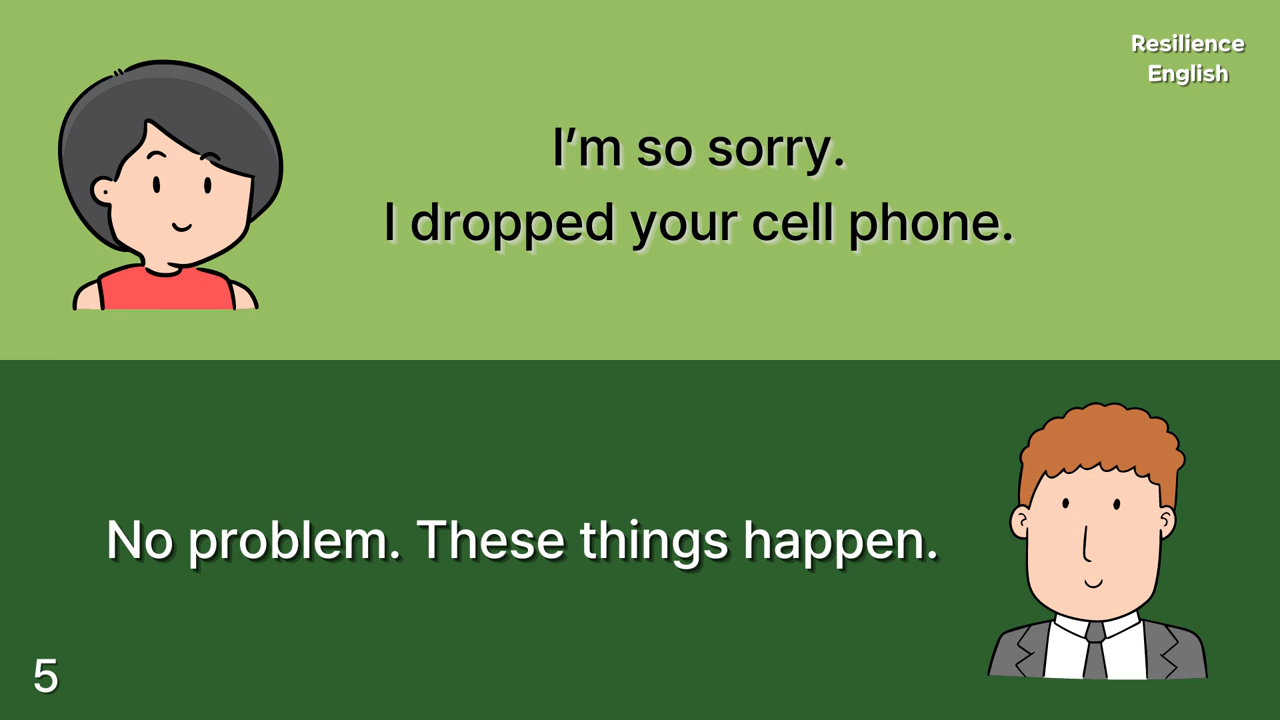 Resilience
English
I’m so sorry.
I dropped your cell phone.
No problem. These things happen.
5